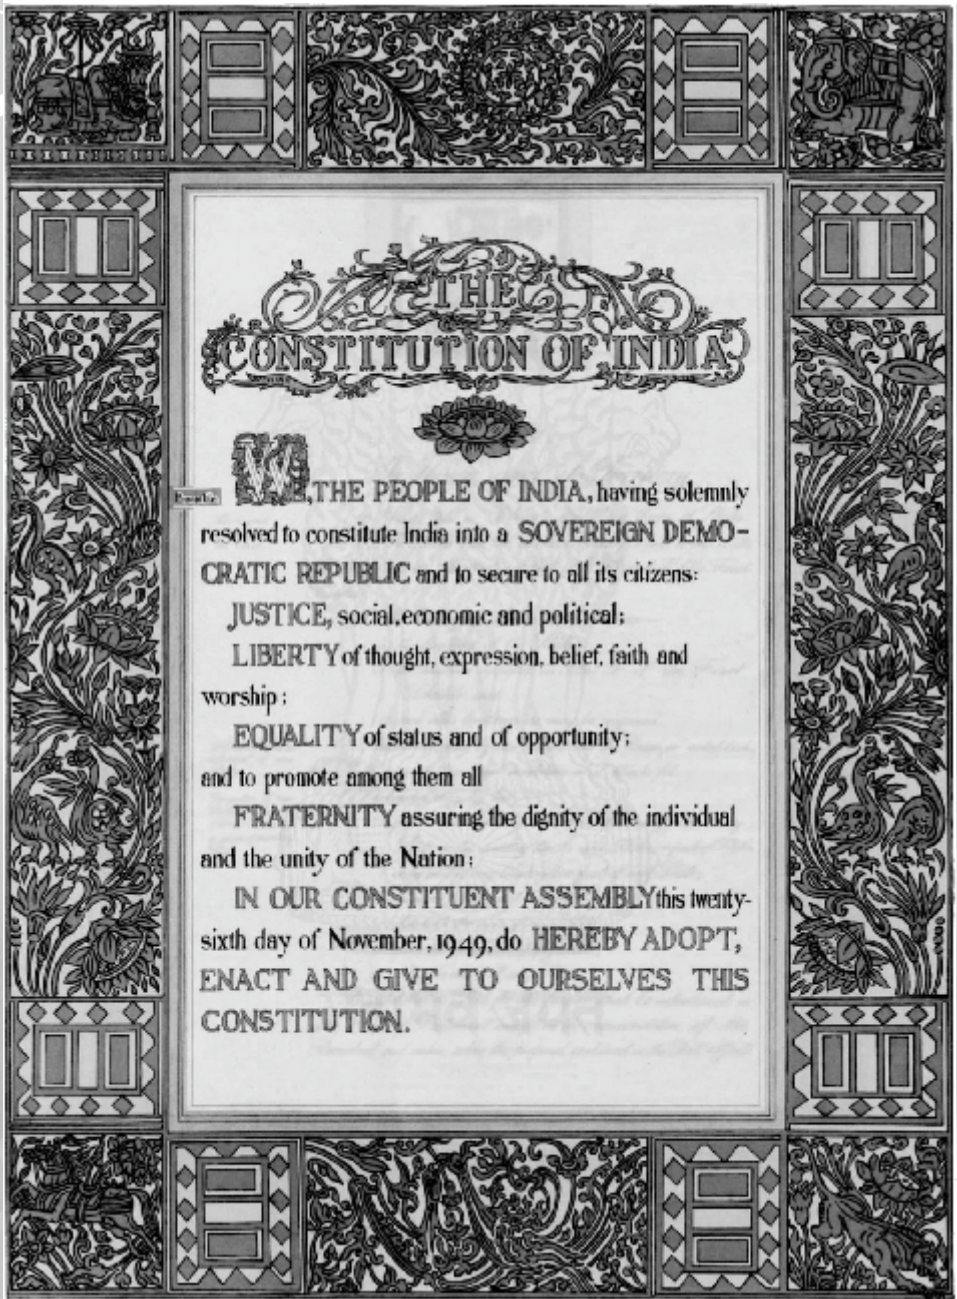 THE
CONSTITUTION OF INDIA
WE, THE PEOPLE OF INDIA, having solemnly
resolved to constitute India into a SOVEREIGN DEMO-
CRATIC REPUBLIC and to secure to all its citizens:
JUSTICE, social, economic and political;
LIBERTY of thought, expression, belief, faith and
worship;
EQUALITY of status and of opportunity;
and to promote among them all
FRATERNITY assuring the dignity of the individual
and the unity of the Nation;
IN OUR CONSTITUENT ASSEMBLY this twenty-
sixth day of November, 1949, do HEREBY ADOPT,
ENACT AND GIVE TO OURSELVES THIS
CONSTITUTION.